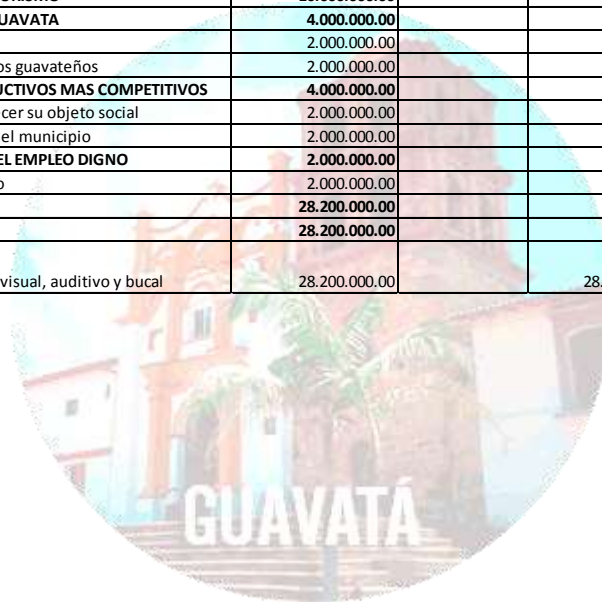 UAVATA 4.000.000.00
2.000.000.00
os guavateños 2.000.000.00
UCTIVOS MAS COMPETITIVOS 4.000.000.00
cer su objeto social 2.000.000.00
el municipio 2.000.000.00
EL EMPLEO DIGNO 2.000.000.00
o 2.000.000.00
28.200.000.00
28.200.000.00
visual, auditivo y bucal 28.200.000.00 28.
GUAVATÁ